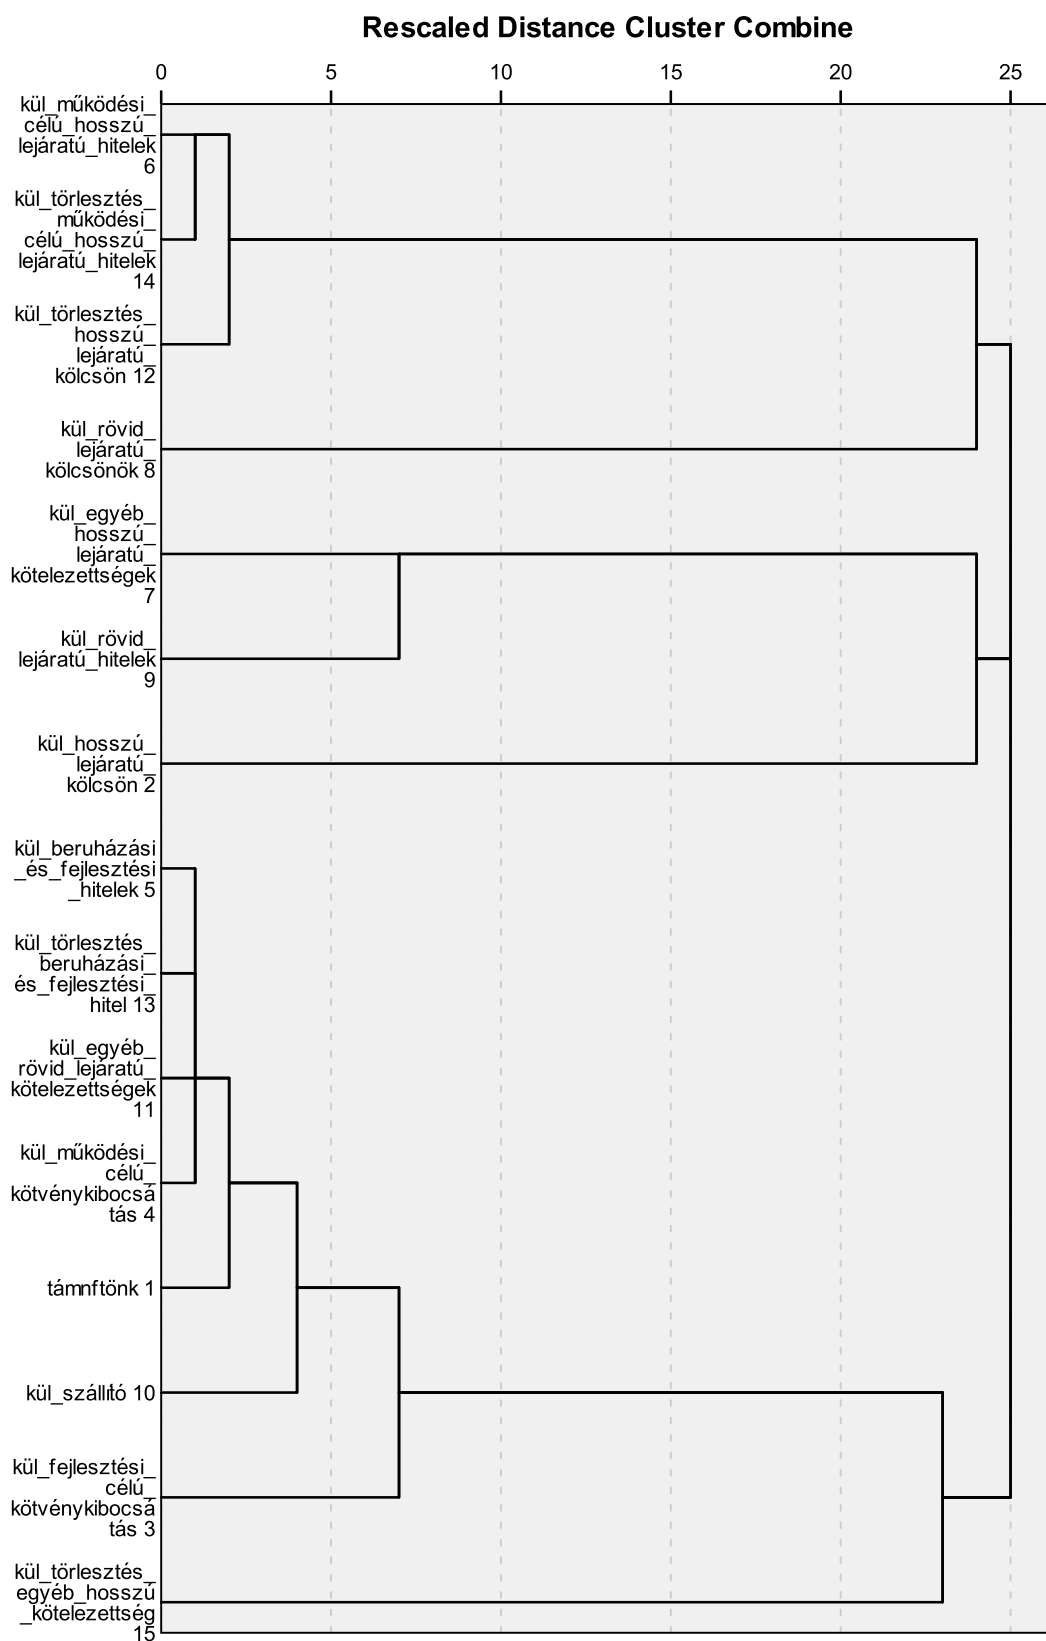 Rescaled Distance Cluster Combine
0 5 10 15 20 25
kül_működési_
célú_hosszú_
lejáratú_hitelek
6
kül_törlesztés_
működési_
célú_hosszú_
lejáratú_hitelek
14
kül_törlesztés_
hosszú_
lejáratú_
kölcsön 12
kül_rövid_
lejáratú_
kölcsönök 8
kül_egyéb_
hosszú_
lejáratú_
kötelezettségek
7
kül_rövid_
lejáratú_hitelek
9
kül_hosszú_
lejáratú_
kölcsön 2
kül_beruházási
_és_fejlesztési
_hitelek 5
kül_törlesztés_
beruházási_
és_fejlesztési_
hitel 13
kül_egyéb_
rövid_lejáratú_
kötelezettségek
11
kül_működési_
célú_
kötvénykibocsá
tás 4
támnftönk 1
kül_szállító 10
kül_fejlesztési_
célú_
kötvénykibocsá
tás 3
kül_törlesztés_
egyéb_hosszú
_kötelezettség
15